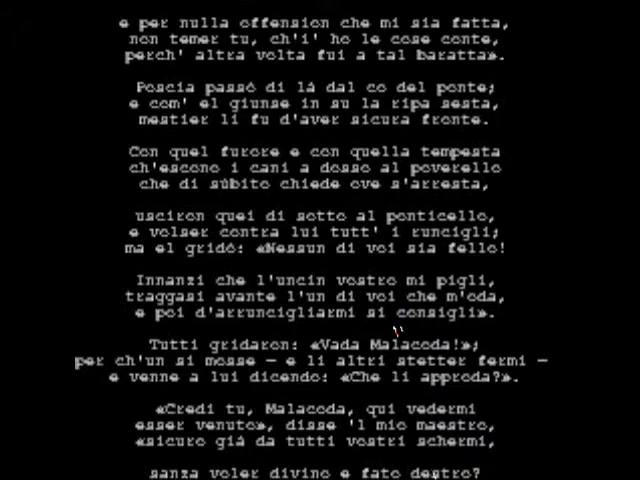 e per nulla offension che mi sia fatta,
non temer tu, ch'i' ho le cose conte,
perch' altra volta fui a tal baratta».
Poscia passò di là dal co del ponte;
e com' el giunse in su la ripa sesta,
mestier li fu d'aver sicura fronte.
Con quel furore e con quella tempesta
ch'escono i cani a dosso al poverello
che di sùbito chiede ove s'arresta,
usciron quei di sotto al ponticello,
e volser contra lui tutt' i runcigli;
ma el gridò: «Nessun di voi sia fello!
Innanzi che l'uncin vostro mi pigli,
traggasi avante l'un di voi che m'oda,
e poi d'arruncigliarmi si consigli».
Tutti gridaron: «Vada Malacoda!»;
per ch'un si mosse — e li altri stetter fermi —
e venne a lui dicendo: «Che li approda?».
«Credi tu, Malacoda, qui vedermi
esser venuto», disse 'l mio maestro,
«sicuro già da tutti vostri schermi,
sanza voler divino e fato destro?